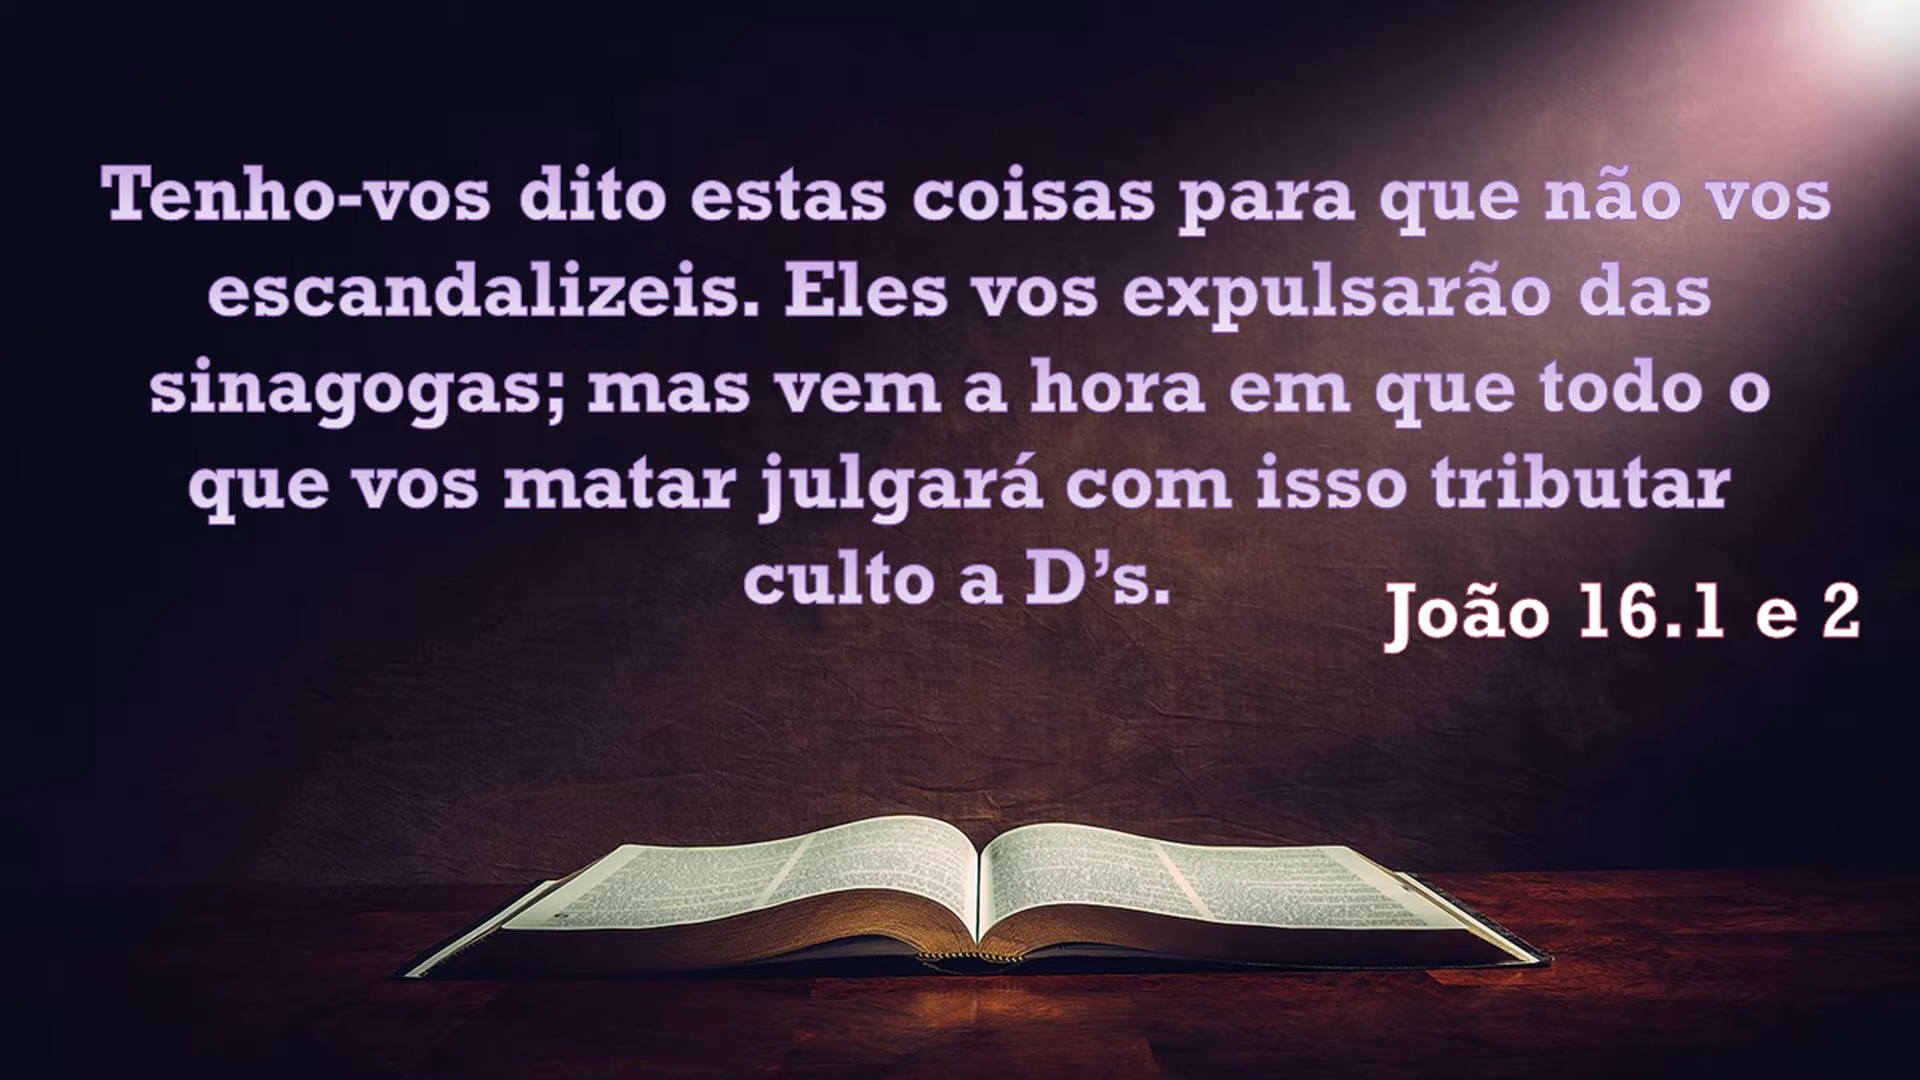 Tenho-vos dito estas coisas para que não vos
escandalizeis. Eles vos expulsarão das
sinagogas; mas vem a hora em que todo o
que vos matar julgará com isso tributar
culto a D’s.
João 16.1 e 2